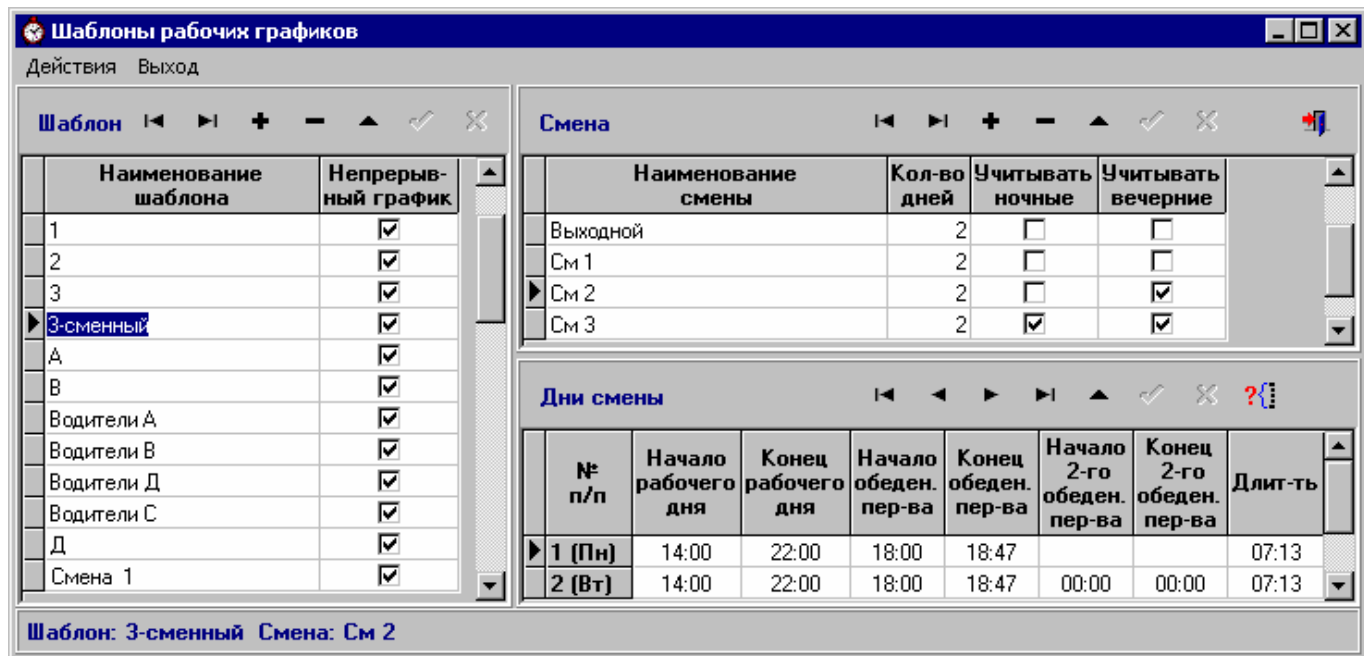 Шаблоны рабочих графиков
Действия Выход
Шаблон
Наименование шаблона Непрерыв-ный график
1
2
3
3-сменный
А
В
Водители А
Водители В
Водители Д
Водители С
Д
Смена 1
Смена
Наименование смены Кол-во дней Учитывать ночные Учитывать вечерние
Выходной 2
См 1 2
См 2 2
См 3 2
Дни смены
?{
№ п/п Начало рабочего дня Конец рабочего дня Начало обеден. пер-ва Конец обеден. пер-ва Начало 2-го обеден. пер-ва Конец 2-го обеден. пер-ва Длит-ть
1 (Пн) 14:00 22:00 18:00 18:47 07:13
2 (Вт) 14:00 22:00 18:00 18:47 00:00 00:00 07:13
Шаблон: 3-сменный Смена: См 2